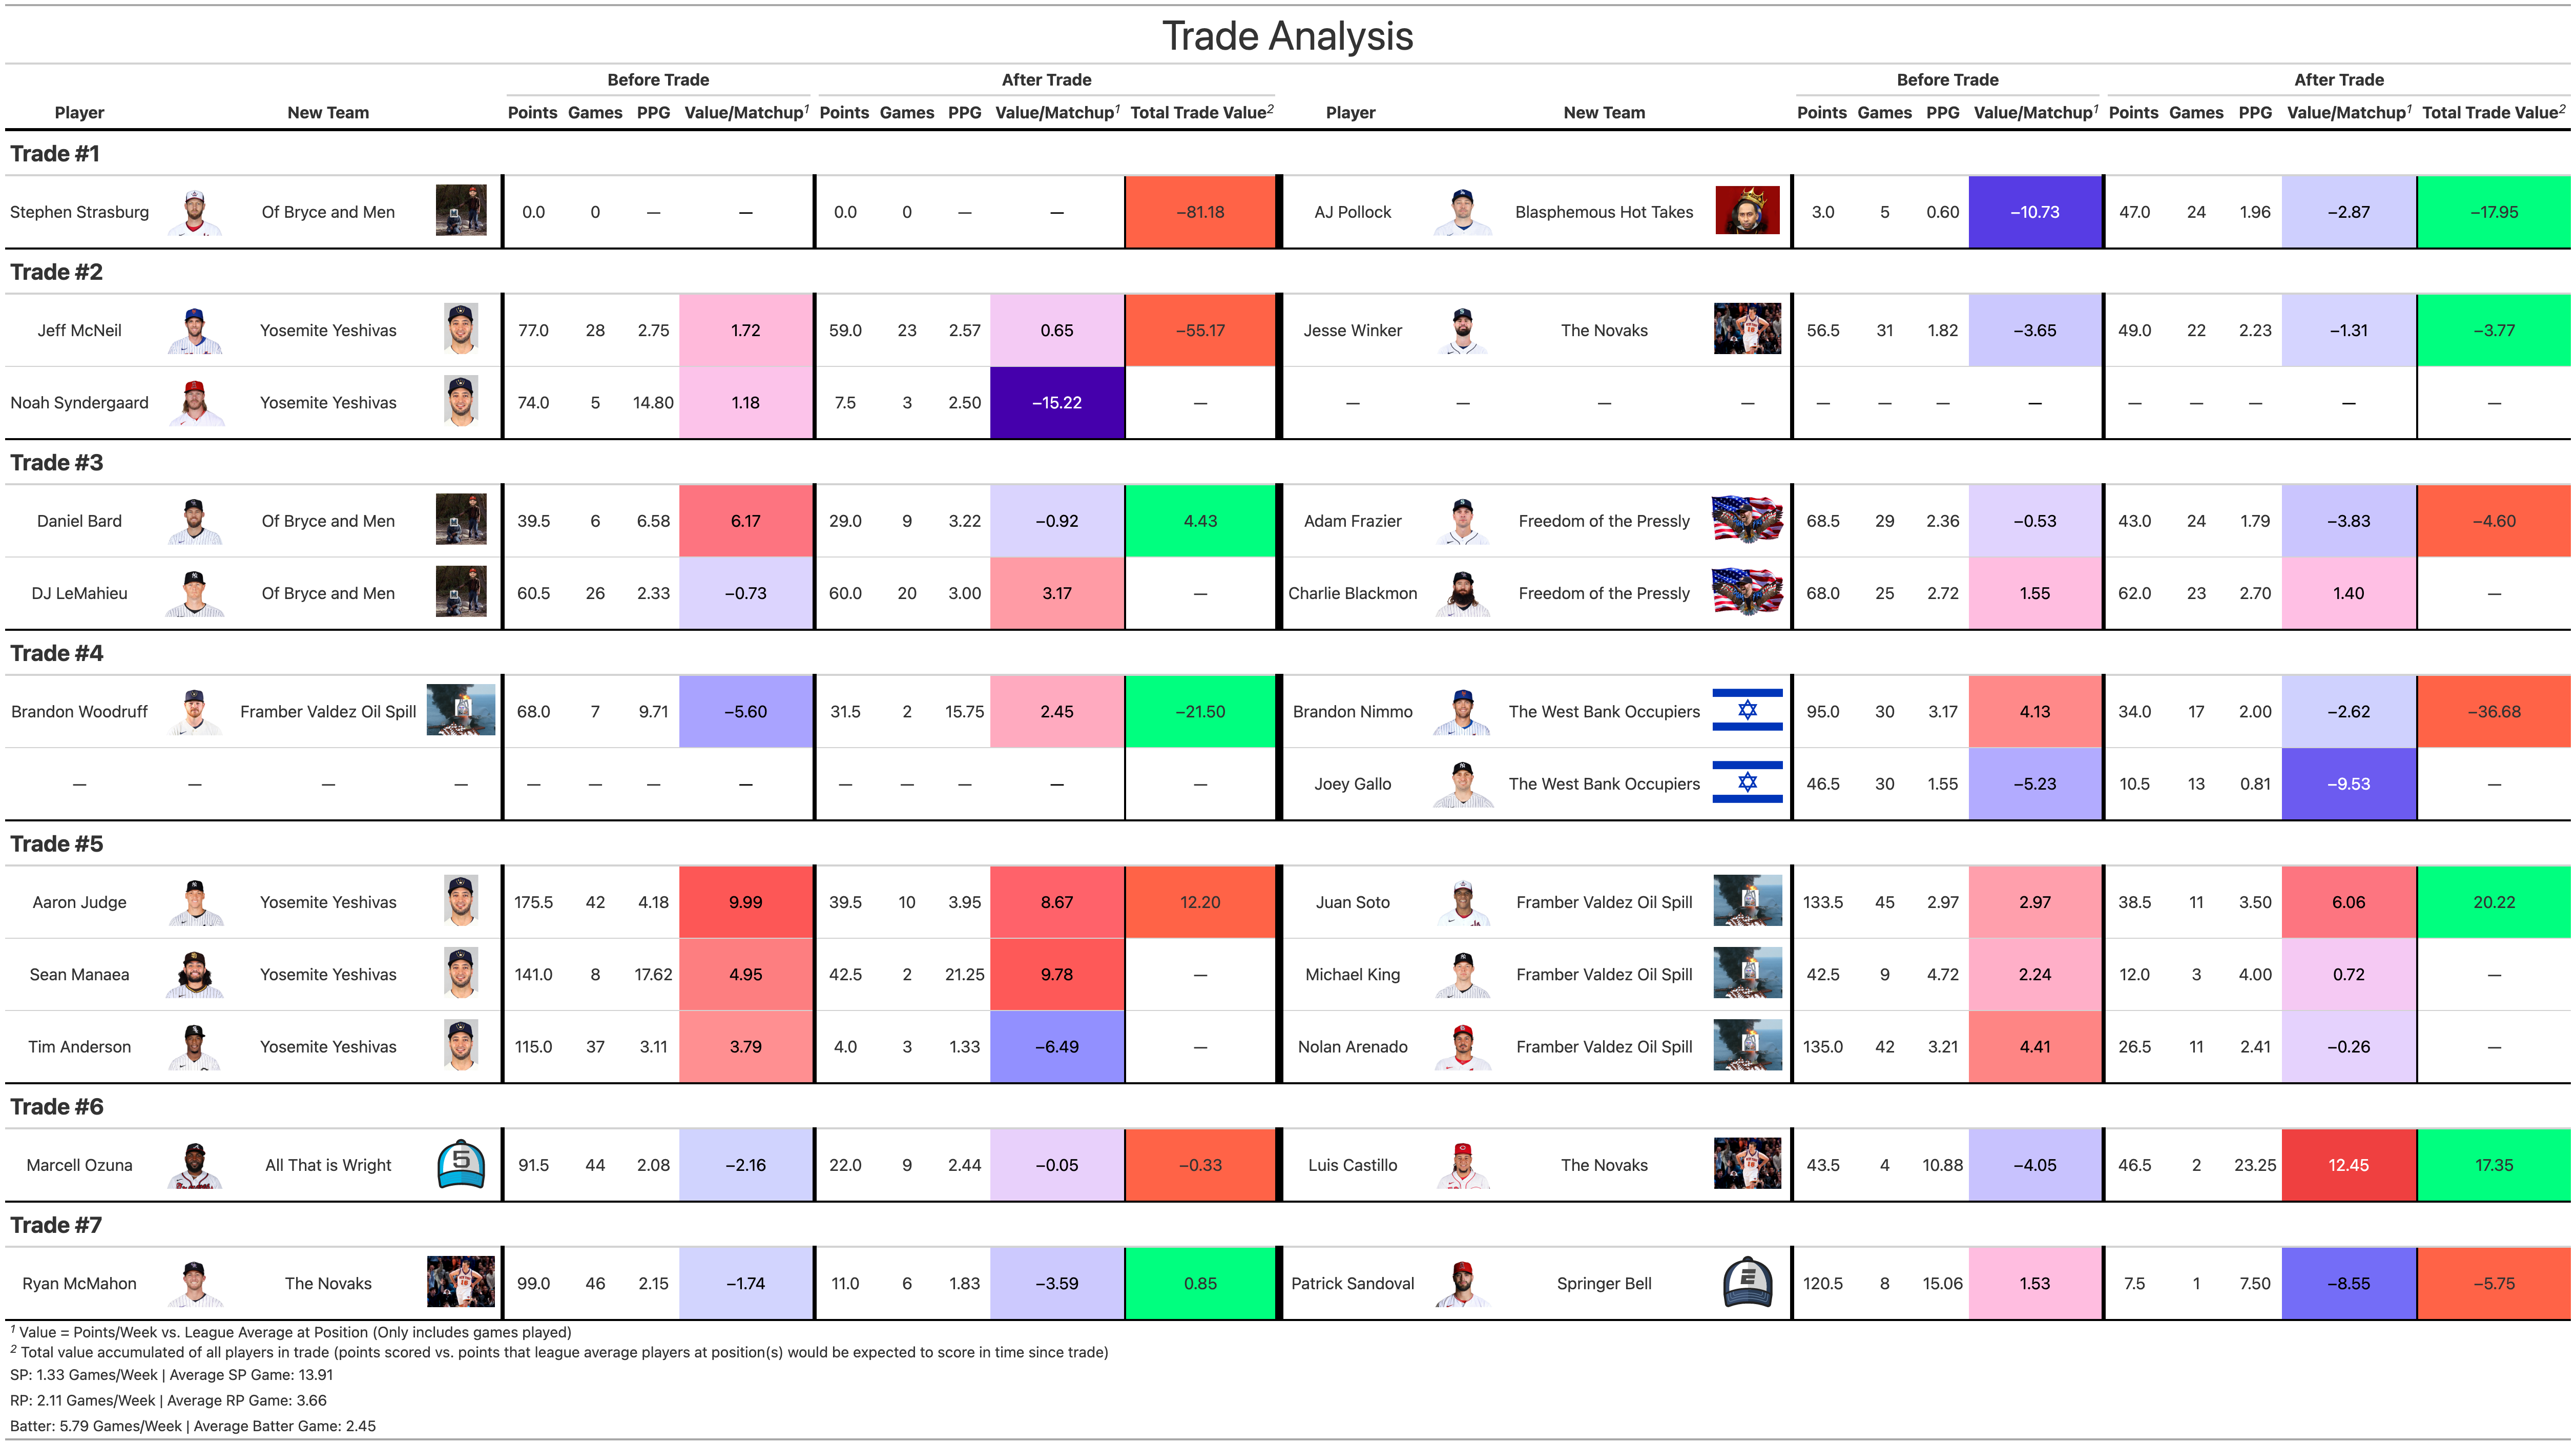 Trade Analysis
Before Trade After Trade Before Trade After Trade
Player New Team Points Games PPG Value/Matchup1 Points Games PPG Value/Matchup1 Total Trade Value2 Player New Team Points Games PPG Value/Matchup1 Points Games PPG Value/Matchup1 Total Trade Value2
Trade #1
Stephen Strasburg Of Bryce and Men 0.0 0 — — 0.0 0 — — −81.18 AJ Pollock Blasphemous Hot Takes 3.0 5 0.60 −10.73 47.0 24 1.96 −2.87 −17.95
Trade #2
Jeff McNeil Yosemite Yeshivas 77.0 28 2.75 1.72 59.0 23 2.57 0.65 −55.17 Jesse Winker The Novaks 56.5 31 1.82 −3.65 49.0 22 2.23 −1.31 −3.77
Noah Syndergaard Yosemite Yeshivas 74.0 5 14.80 1.18 7.5 3 2.50 −15.22 — — — — — — — — — — — — — —
Trade #3
Daniel Bard Of Bryce and Men 39.5 6 6.58 6.17 29.0 9 3.22 −0.92 4.43 Adam Frazier Freedom of the Pressly 68.5 29 2.36 −0.53 43.0 24 1.79 −3.83 −4.60
DJ LeMahieu Of Bryce and Men 60.5 26 2.33 −0.73 60.0 20 3.00 3.17 — Charlie Blackmon Freedom of the Pressly 68.0 25 2.72 1.55 62.0 23 2.70 1.40 —
Trade #4
Brandon Woodruff Framber Valdez Oil Spill 68.0 7 9.71 −5.60 31.5 2 15.75 2.45 −21.50 Brandon Nimmo The West Bank Occupiers 95.0 30 3.17 4.13 34.0 17 2.00 −2.62 −36.68
— — — — — — — — — — — — — Joey Gallo The West Bank Occupiers 46.5 30 1.55 −5.23 10.5 13 0.81 −9.53 —
Trade #5
Aaron Judge Yosemite Yeshivas 175.5 42 4.18 9.99 39.5 10 3.95 8.67 12.20 Juan Soto Framber Valdez Oil Spill 133.5 45 2.97 2.97 38.5 11 3.50 6.06 20.22
Sean Manaea Yosemite Yeshivas 141.0 8 17.62 4.95 42.5 2 21.25 9.78 — Michael King Framber Valdez Oil Spill 42.5 9 4.72 2.24 12.0 3 4.00 0.72 —
Tim Anderson Yosemite Yeshivas 115.0 37 3.11 3.79 4.0 3 1.33 −6.49 — Nolan Arenado Framber Valdez Oil Spill 135.0 42 3.21 4.41 26.5 11 2.41 −0.26 —
Trade #6
Marcell Ozuna All That is Wright 5 91.5 44 2.08 −2.16 22.0 9 2.44 −0.05 −0.33 Luis Castillo The Novaks 43.5 4 10.88 −4.05 46.5 2 23.25 12.45 17.35
Trade #7
Ryan McMahon The Novaks 99.0 46 2.15 −1.74 11.0 6 1.83 −3.59 0.85 Patrick Sandoval Springer Bell E 120.5 8 15.06 1.53 7.5 1 7.50 −8.55 −5.75
1 Value = Points/Week vs. League Average at Position (Only includes games played)
2 Total value accumulated of all players in trade (points scored vs. points that league average players at position(s) would be expected to score in time since trade)
SP: 1.33 Games/Week | Average SP Game: 13.91
RP: 2.11 Games/Week | Average RP Game: 3.66
Batter: 5.79 Games/Week | Average Batter Game: 2.45